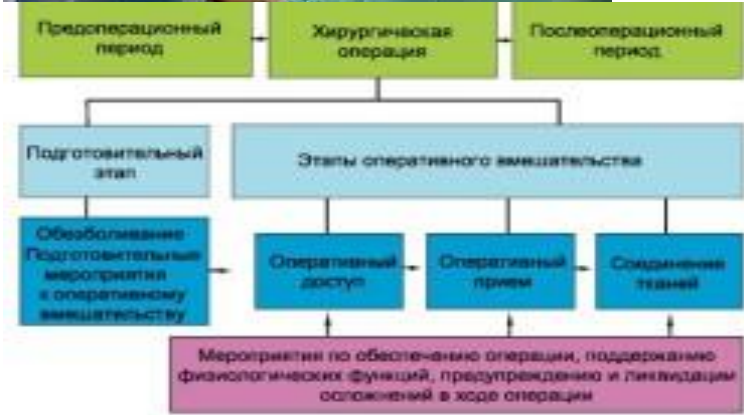 Предоперационный
период
Хирургическая
операция
Послеоперационный
период
Подготовительный
этап
Этапы оперативного вмешательства
Обезболивание
Подготовительные
мероприятия
к оперативному
вмешательству
Оперативный
доступ
Оперативный
прием
Соединение
тканей
Мероприятия по обеспечению операции, поддержанию
физиологических функций, предупреждению и ликвидации
осложнений в ходе операции